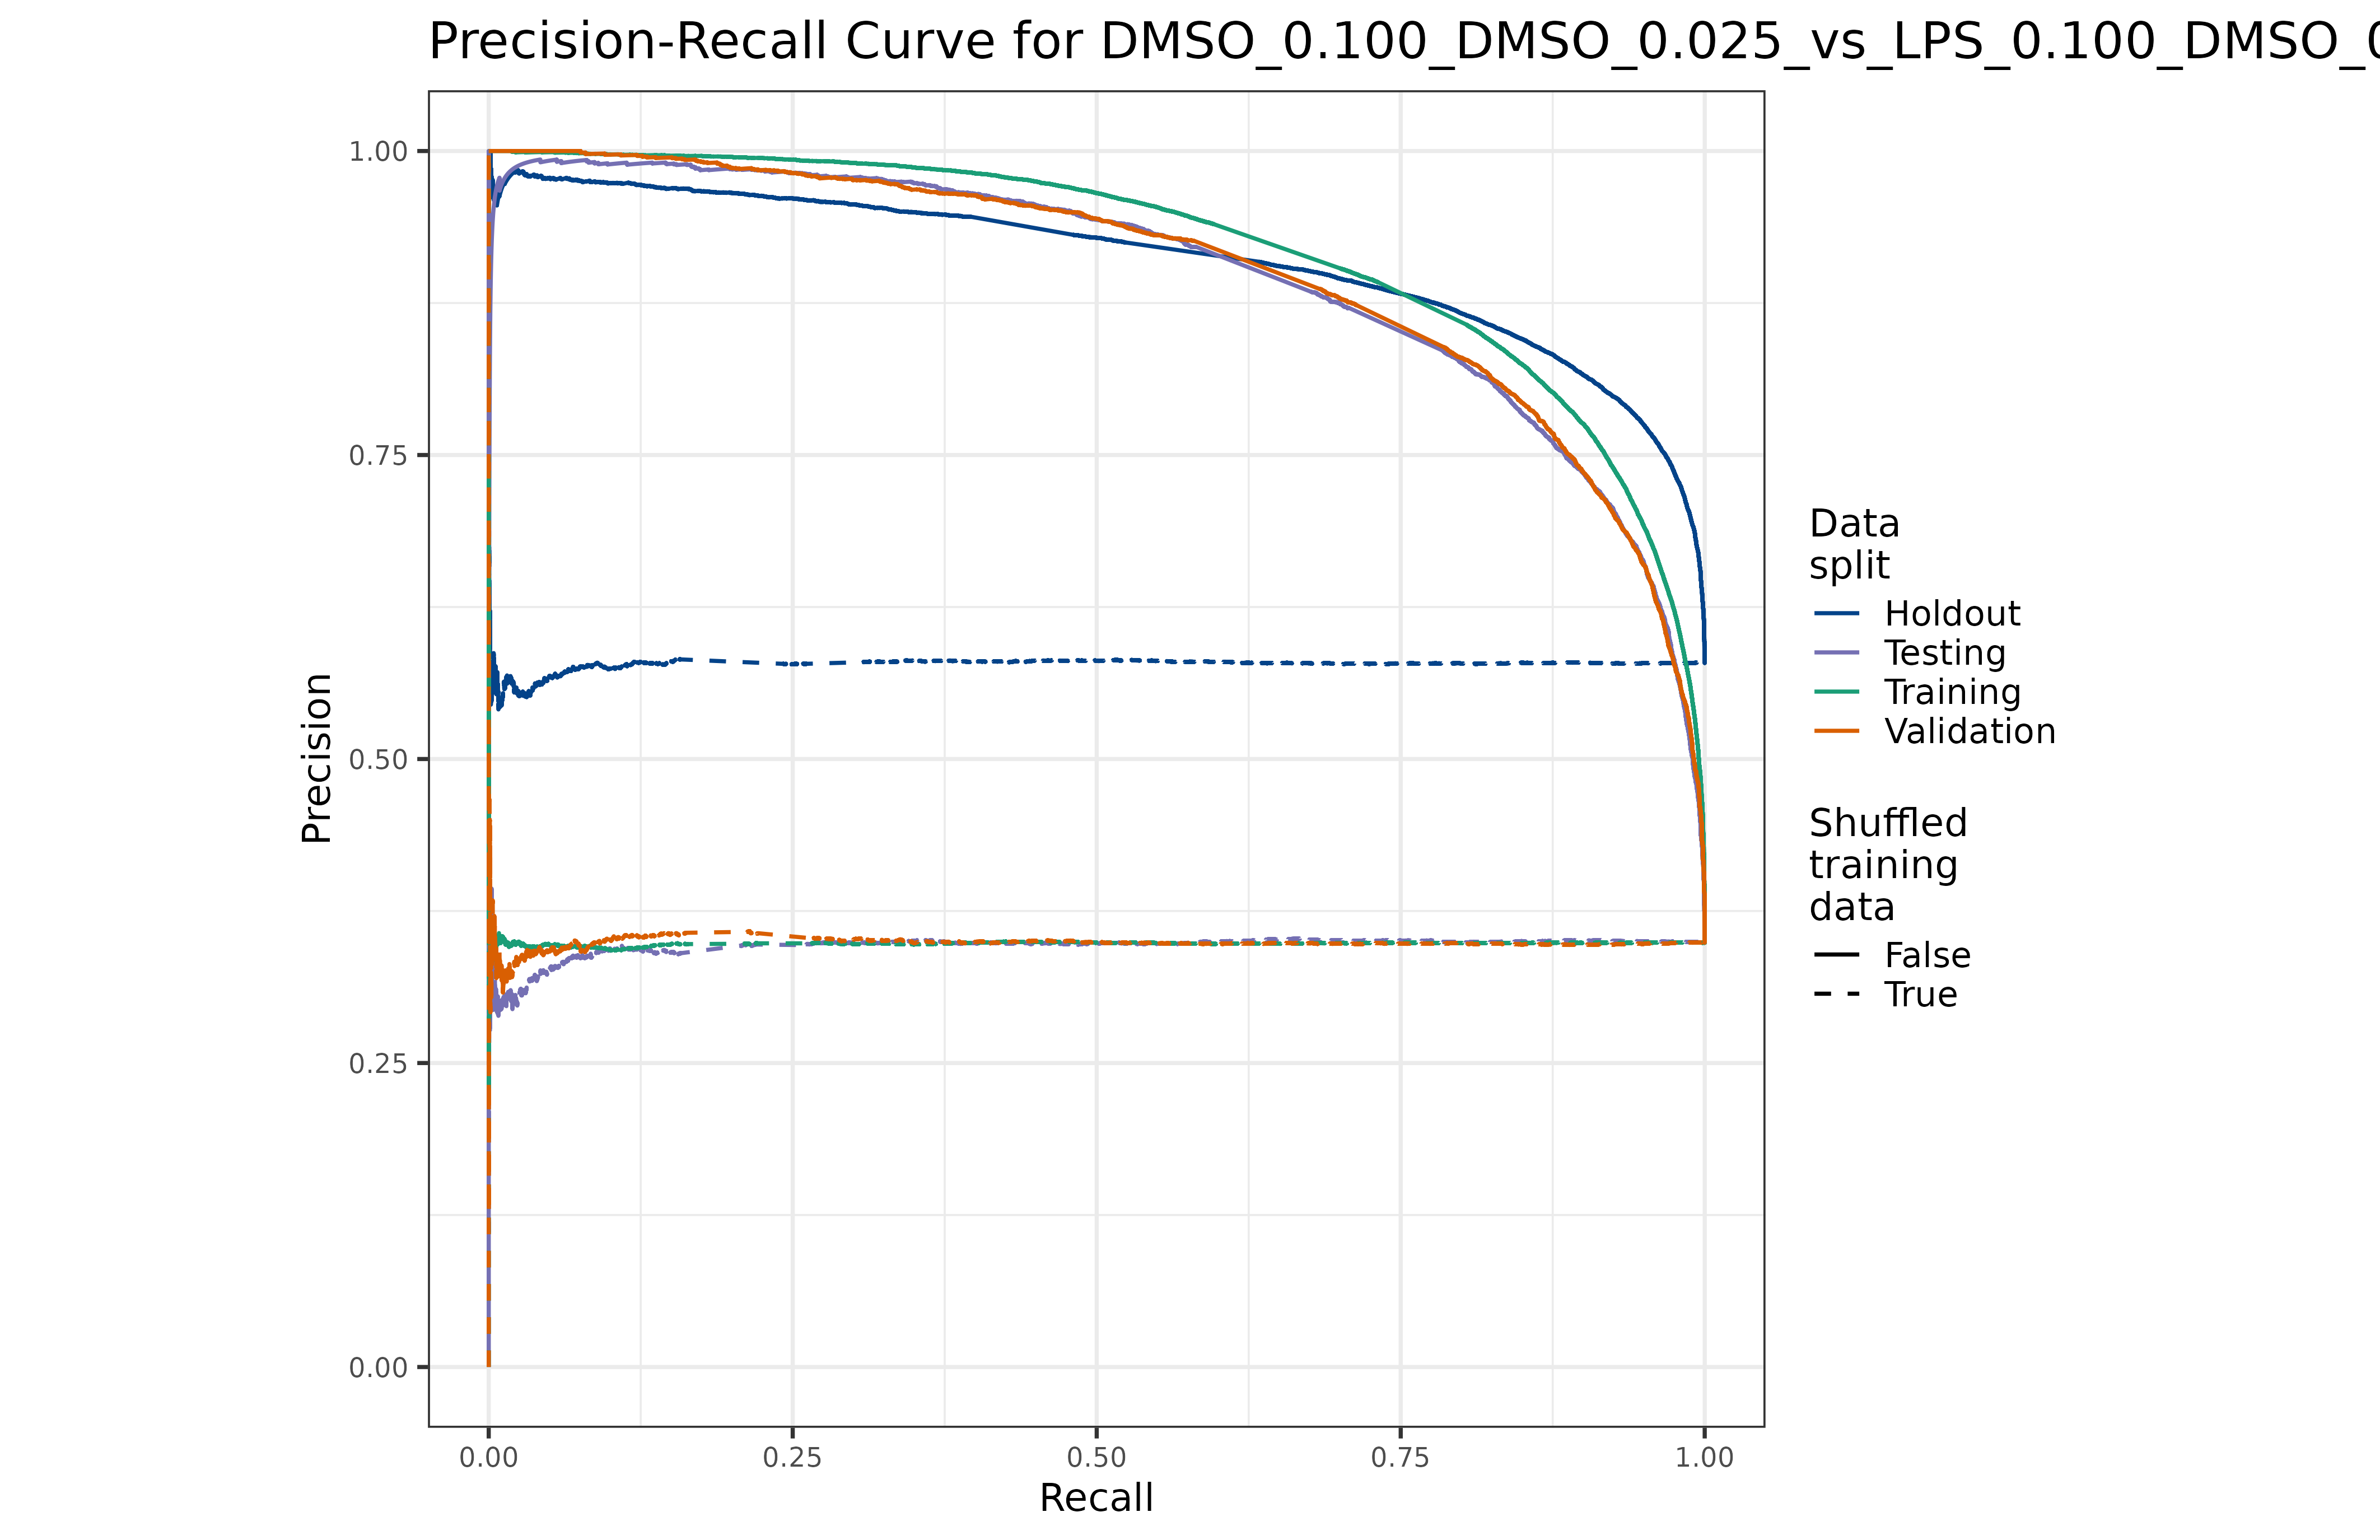 Precision-Recall Curve for DMSO_0.100_DMSO_0.025_vs_LPS_0.100_DMSO_0
1.00
0.75
0.50
0.25
0.00
Precision
0.00 0.25 0.50 0.75 1.00
Recall
Data
split
Holdout
Testing
Training
Validation
Shuffled
training
data
False
True